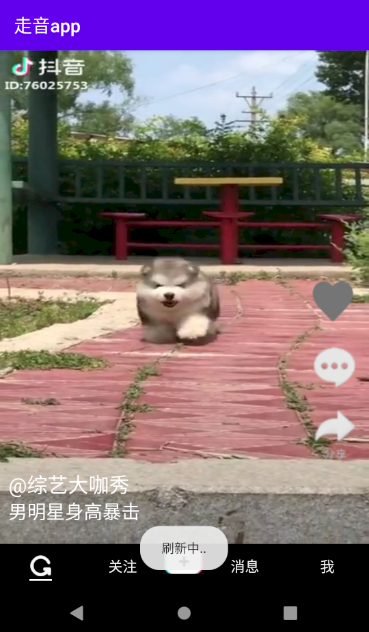 走音app
抖音
ID:76025753
@综艺大咖秀
男明星身高暴击
刷新中..
关注
消息
我